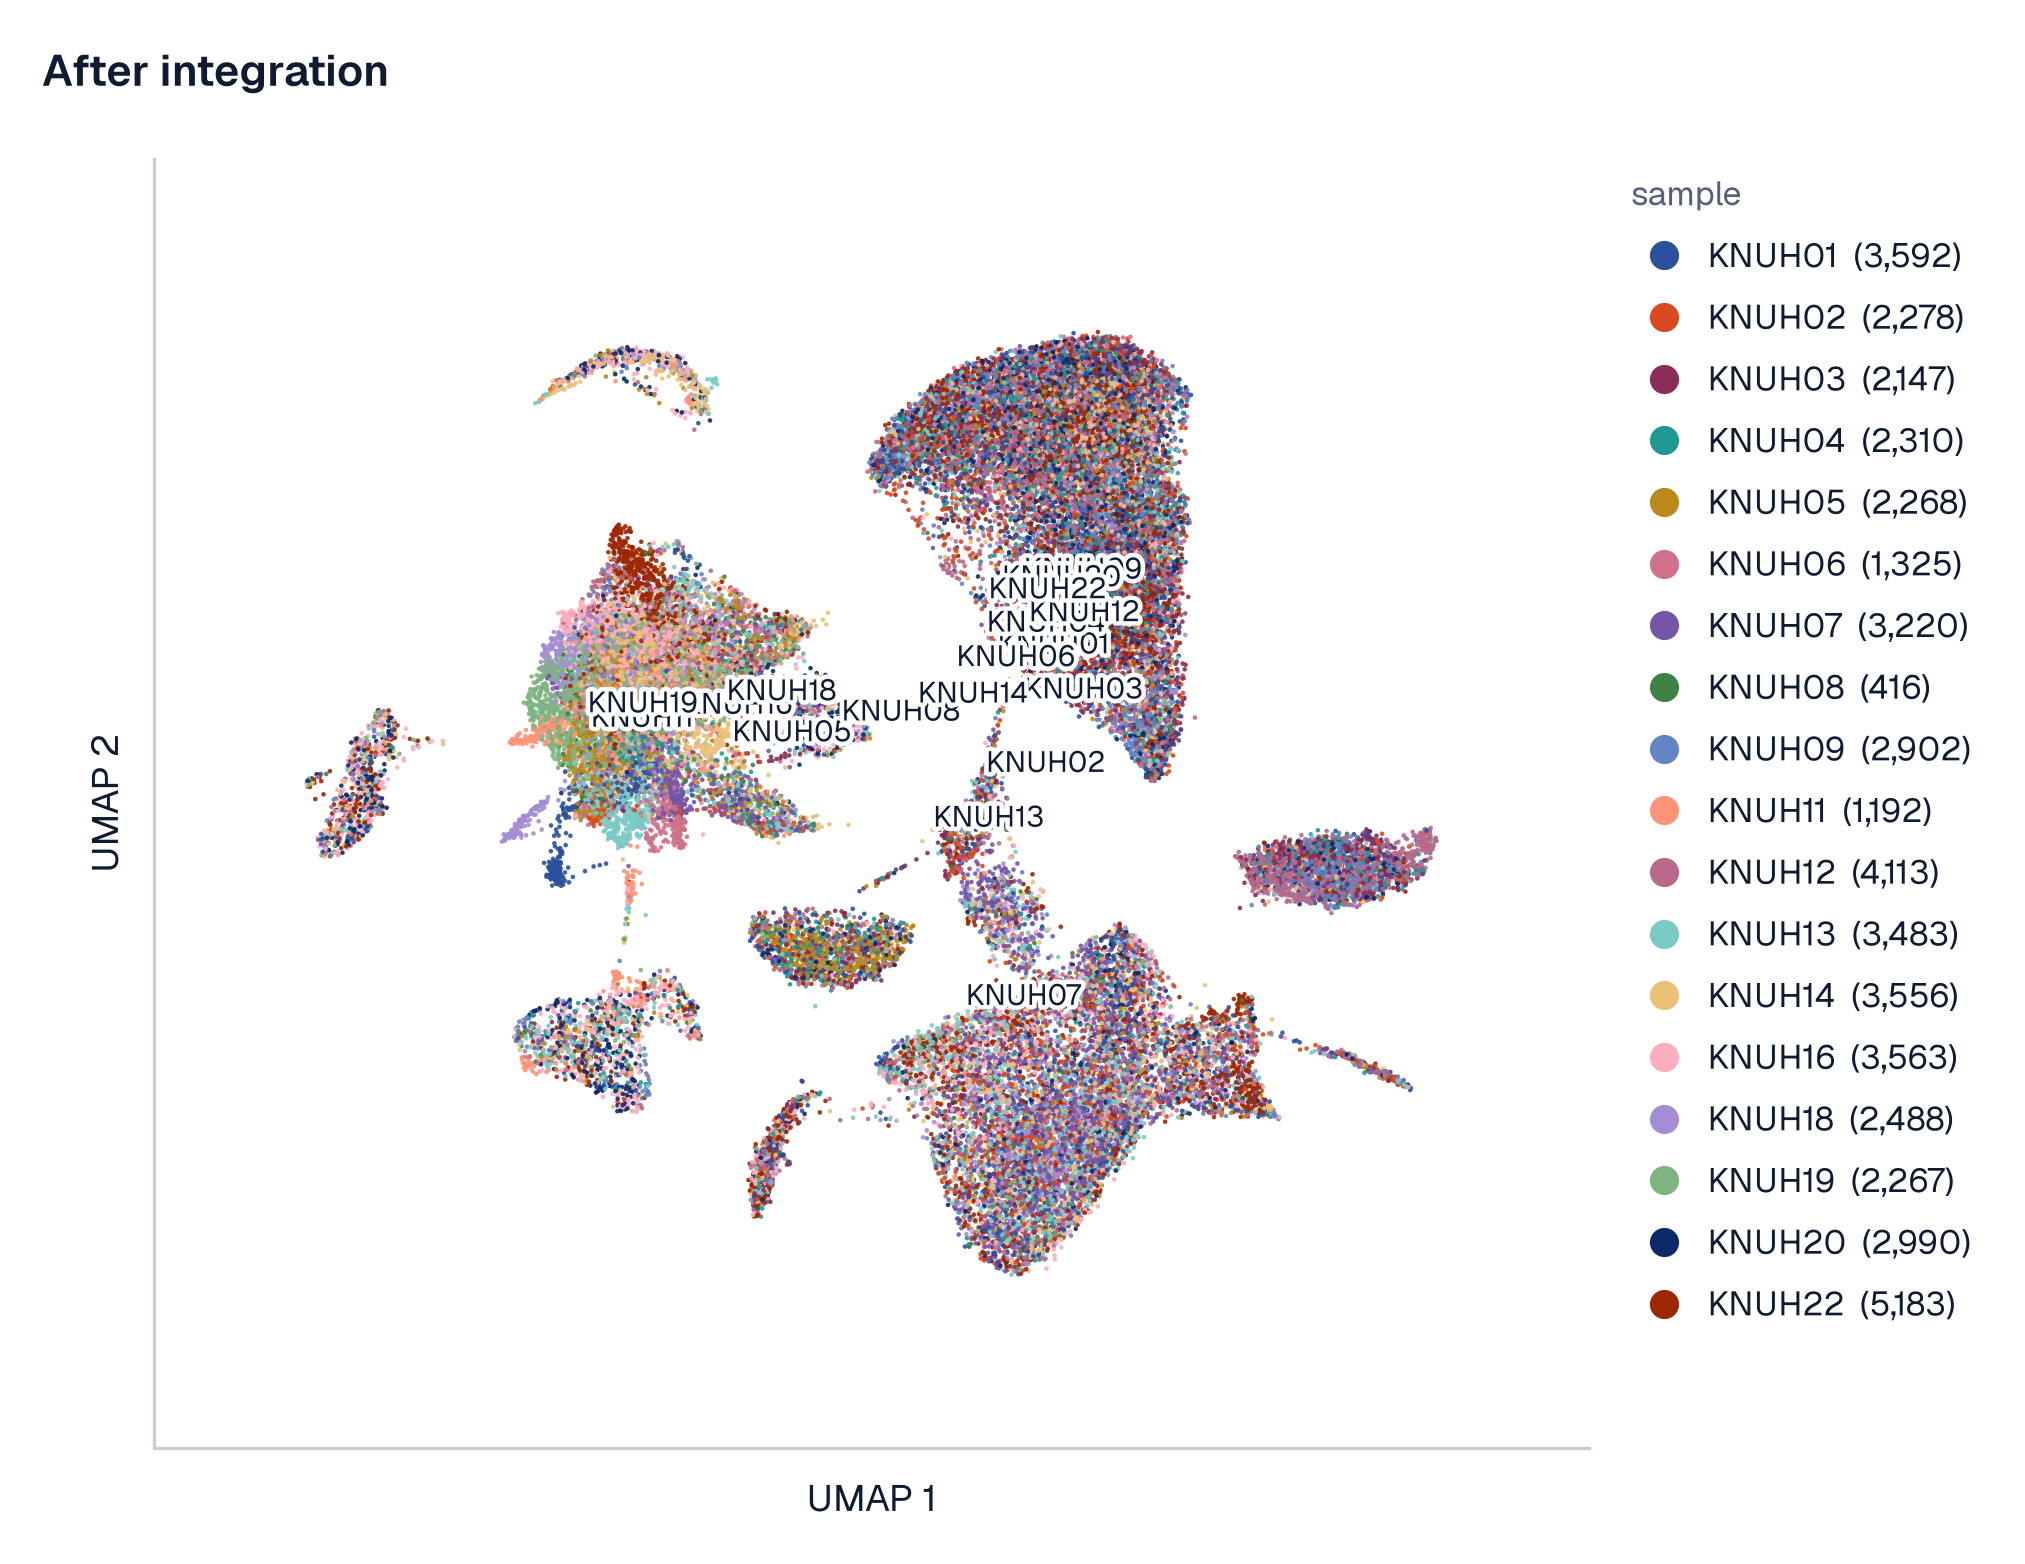 After integration
sample
KNUH01 (3,592)
KNUH02 (2,278)
KNUH03 (2,147)
KNUH04 (2,310)
KNUH05 (2,268)
KNUH06 (1,325)
KNUH07 (3,220)
KNUH08 (416)
KNUH09 (2,902)
KNUH11 (1,192)
KNUH12 (4,113)
KNUH13 (3,483)
KNUH14 (3,556)
KNUH16 (3,563)
KNUH18 (2,488)
KNUH19 (2,267)
KNUH20 (2,990)
KNUH22 (5,183)
KNUH22
KNUH12
KNUH06
KNUH03
KNUH14
KNUH18
KNUH19
KNUH08
KNUH05
KNUH02
KNUH13
KNUH07
UMAP 2
UMAP 1